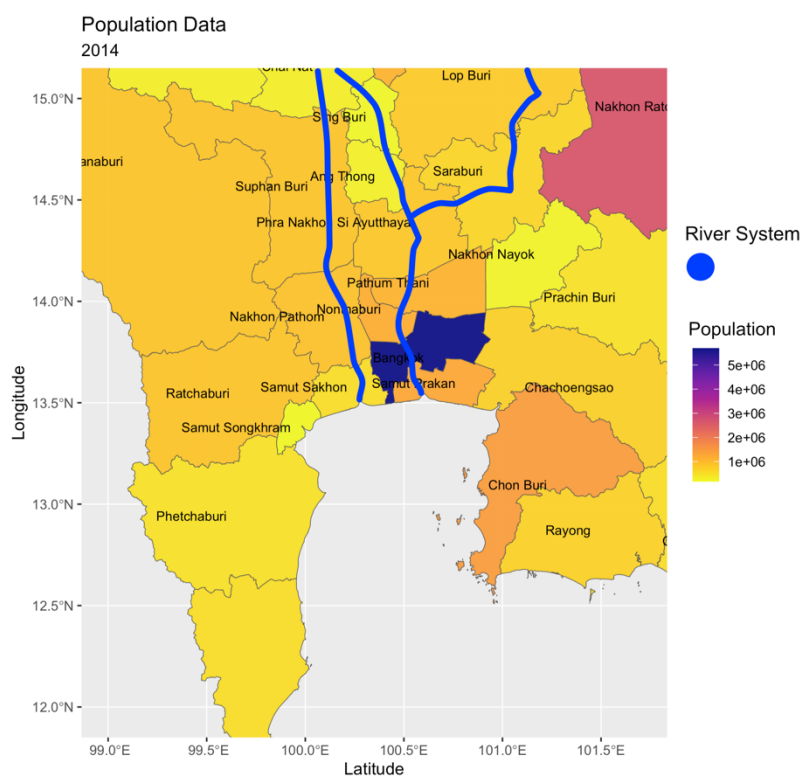 Population Data
2014
Lop Buri
Nakhon Ratc
Sing Buri
anaburi
Saraburi
Ang Thong
Suphan Buri
Phra Nakho
Si Ayutthaya
Nakhon Nayok
Pathum Thani
Prachin Buri
Nonthaburi
Nakhon Pathom
Bangkok
Samut Prakan
Samut Sakhon
Chachoengsao
Ratchaburi
Samut Songkhram
Chon Buri
Phetchaburi
Rayong
15.0°N
14.5°N
14.0°N
13.5°N
13.0°N
12.5°N
12.0°N
Longitude
99.0°E 99.5°E 100.0°E 100.5°E 101.0°E 101.5°E
Latitude
River System
Population
5e+06
4e+06
3e+06
2e+06
1e+06